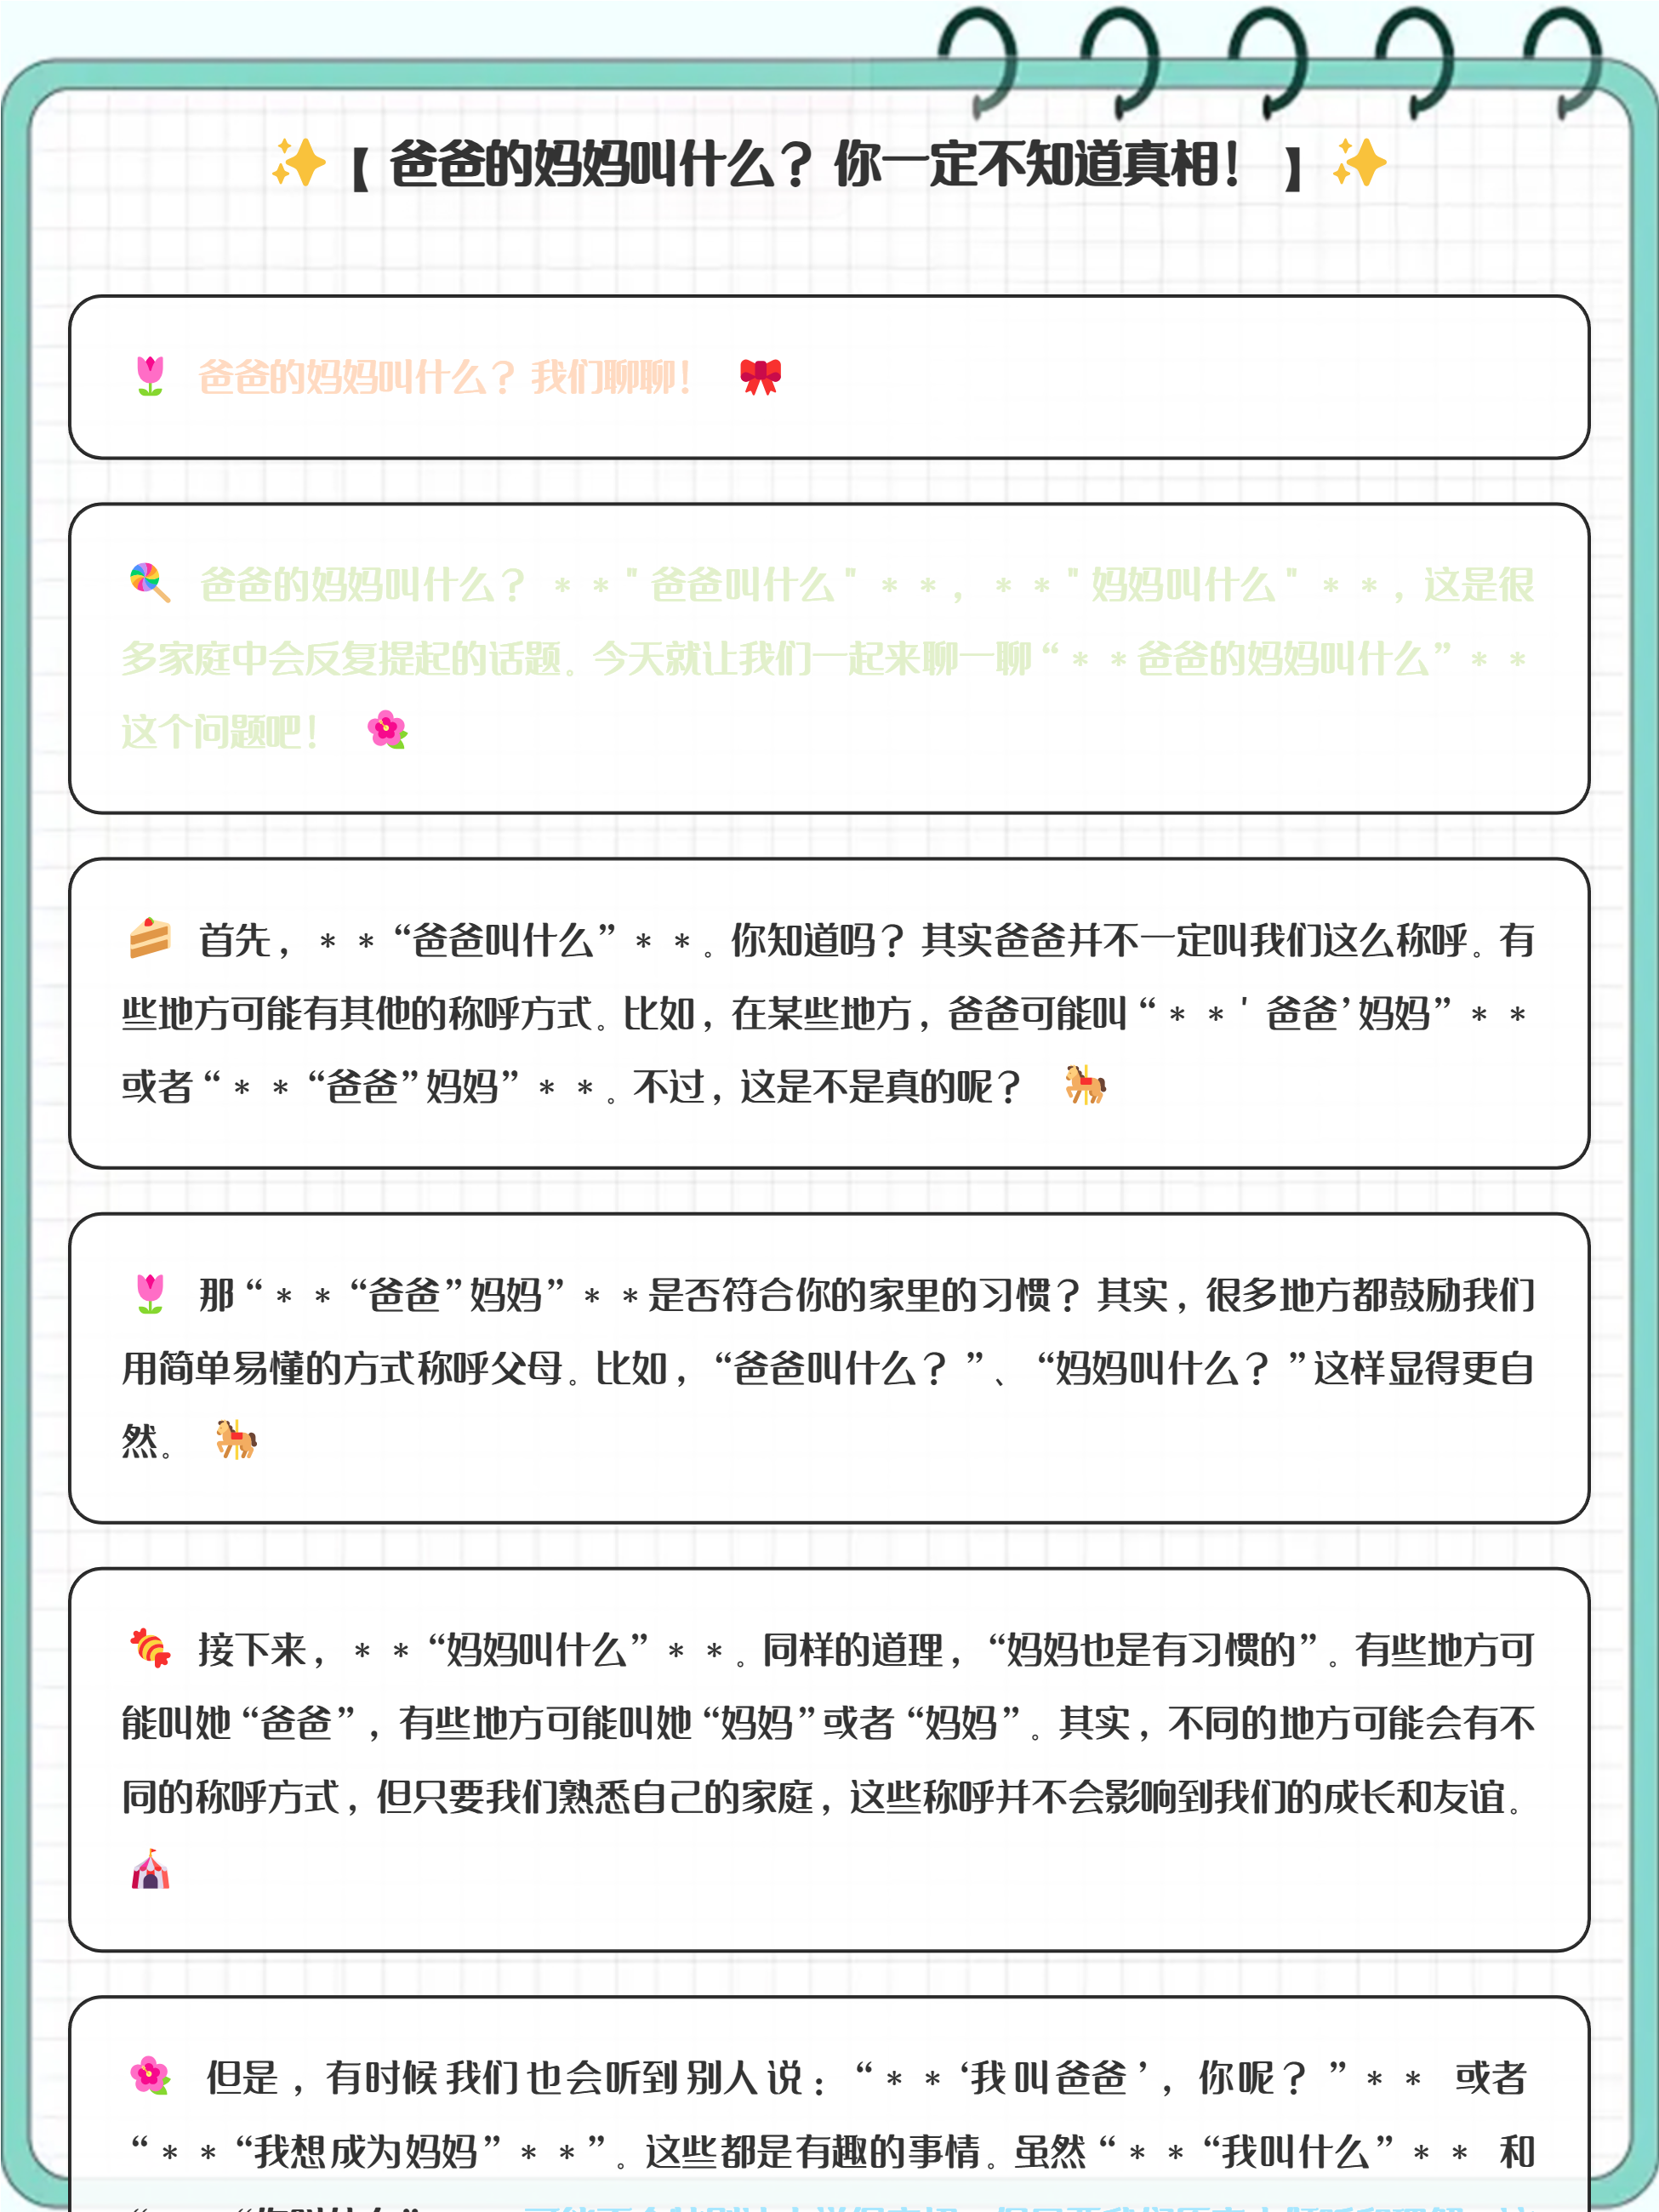 ✨【 爸爸的妈妈叫什么？你一定不知道真相！ 】✨
🌷 爸爸的妈妈叫什么？我们聊聊！ 🎀
🍭 爸爸的妈妈叫什么？ **"爸爸叫什么"**，**"妈妈叫什么"**，这是很
多家庭中会反复提起的话题。今天就让我们一起来聊一聊“**爸爸的妈妈叫什么”**
这个问题吧！ 🌺
🍰 首先，**“爸爸叫什么”**。你知道吗？其实爸爸并不一定叫我们这么称呼。有
些地方可能有其他的称呼方式。比如，在某些地方，爸爸可能叫“**'爸爸’妈妈”**
或者“**“爸爸”妈妈”**。不过，这是不是真的呢？ 🎠
🌷 那“**“爸爸”妈妈”**是否符合你的家里的习惯？其实，很多地方都鼓励我们
用简单易懂的方式称呼父母。比如，“爸爸叫什么？”、“妈妈叫什么？”这样显得更自
然。 🎠
🍬 接下来，**“妈妈叫什么”**。同样的道理，“妈妈也是有习惯的”。有些地方可
能叫她“爸爸”，有些地方可能叫她“妈妈”或者“妈妈”。其实，不同的地方可能会有不
同的称呼方式，但只要我们熟悉自己的家庭，这些称呼并不会影响到我们的成长和友谊。
🎪
🌺 但是，有时候我们也会听到别人说：“**‘我叫爸爸’，你呢？”** 或者
“**“我想成为妈妈”**”。这些都是有趣的事情。虽然“**“我叫什么”** 和